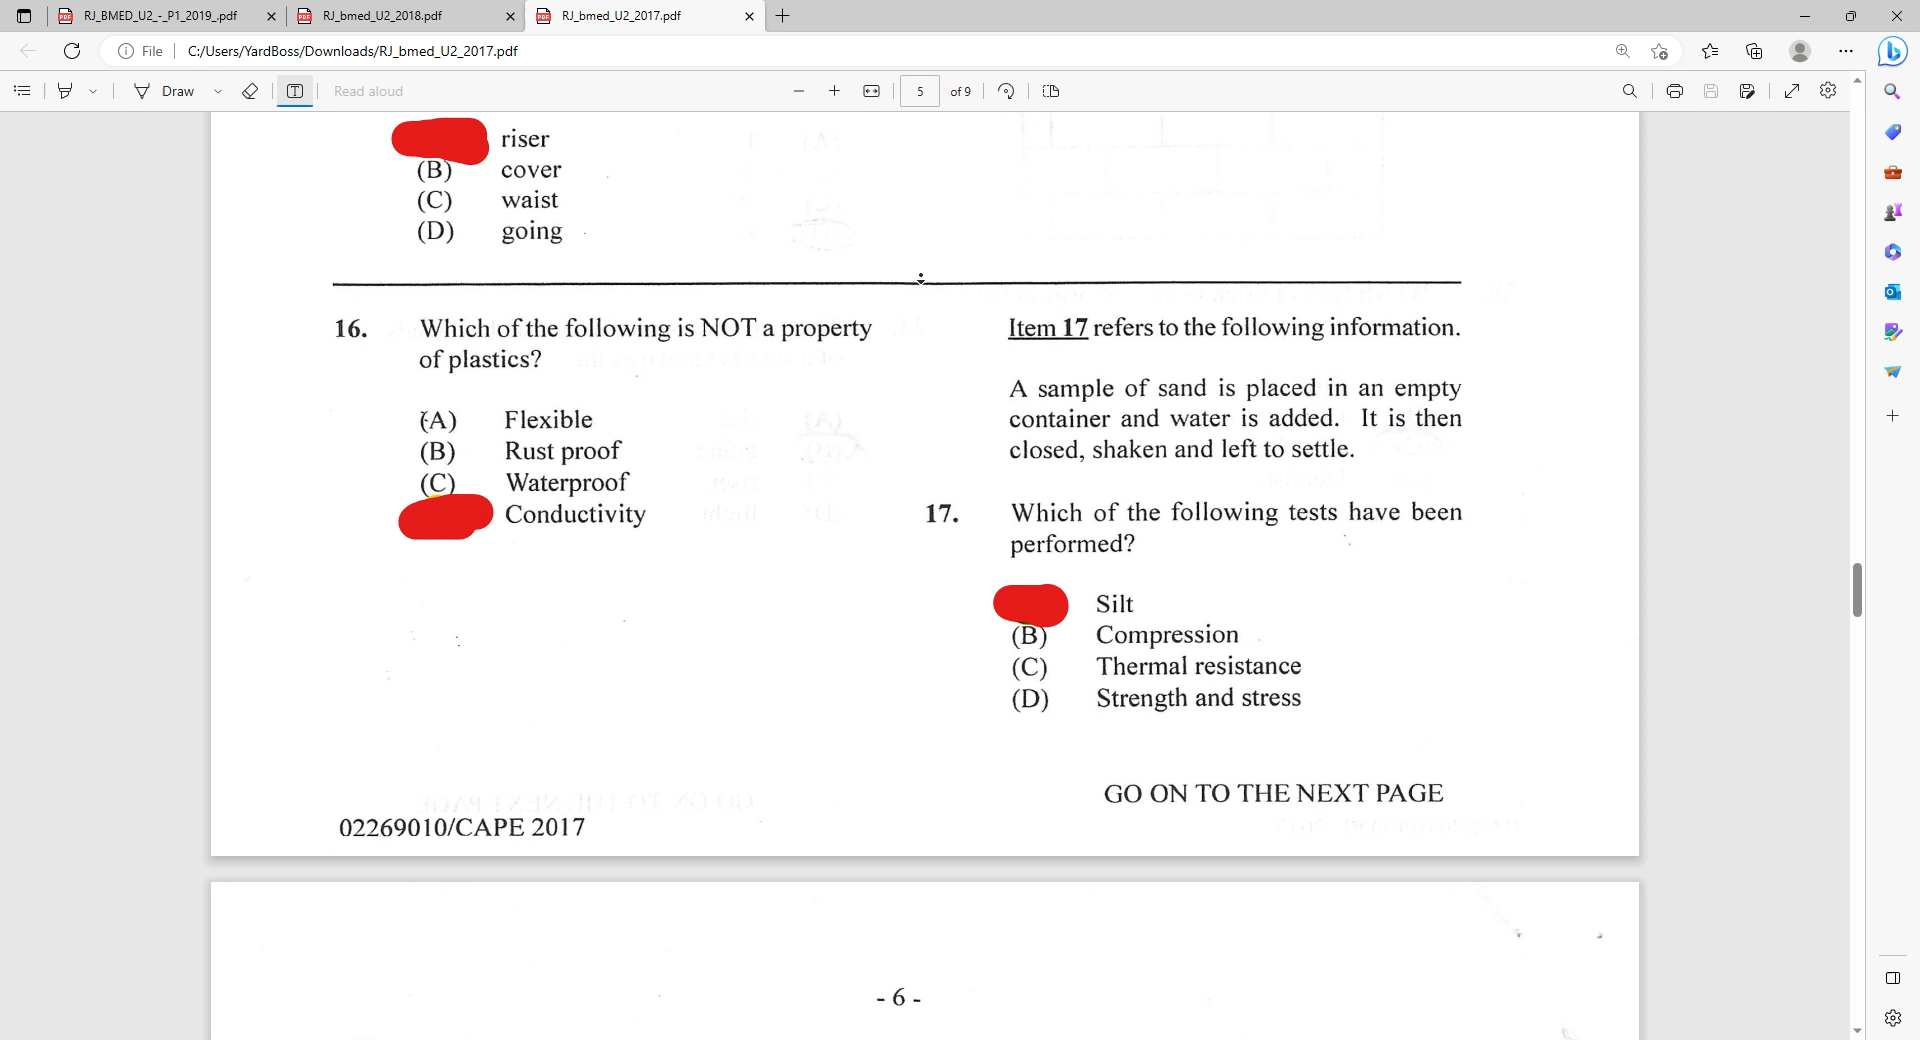 RJ_BMED_U2_-_P1_2019_.pdf
RJ_bmed_U2_2018.pdf
RJ_bmed_U2_2017.pdf
File
C:/Users/YardBoss/Downloads/RJ_bmed_U2_2017.pdf
Draw
Read aloud
5 of 9
riser
(B) cover
(C) waist
(D) going
16. Which of the following is NOT a property
of plastics?
(A) Flexible
(B) Rust proof
(C) Waterproof
Conductivity
Item 17 refers to the following information.
A sample of sand is placed in an empty
container and water is added. It is then
closed, shaken and left to settle.
17. Which of the following tests have been
performed?
Silt
(B) Compression
(C) Thermal resistance
(D) Strength and stress
GO ON TO THE NEXT PAGE
02269010/CAPE 2017
- 6 -